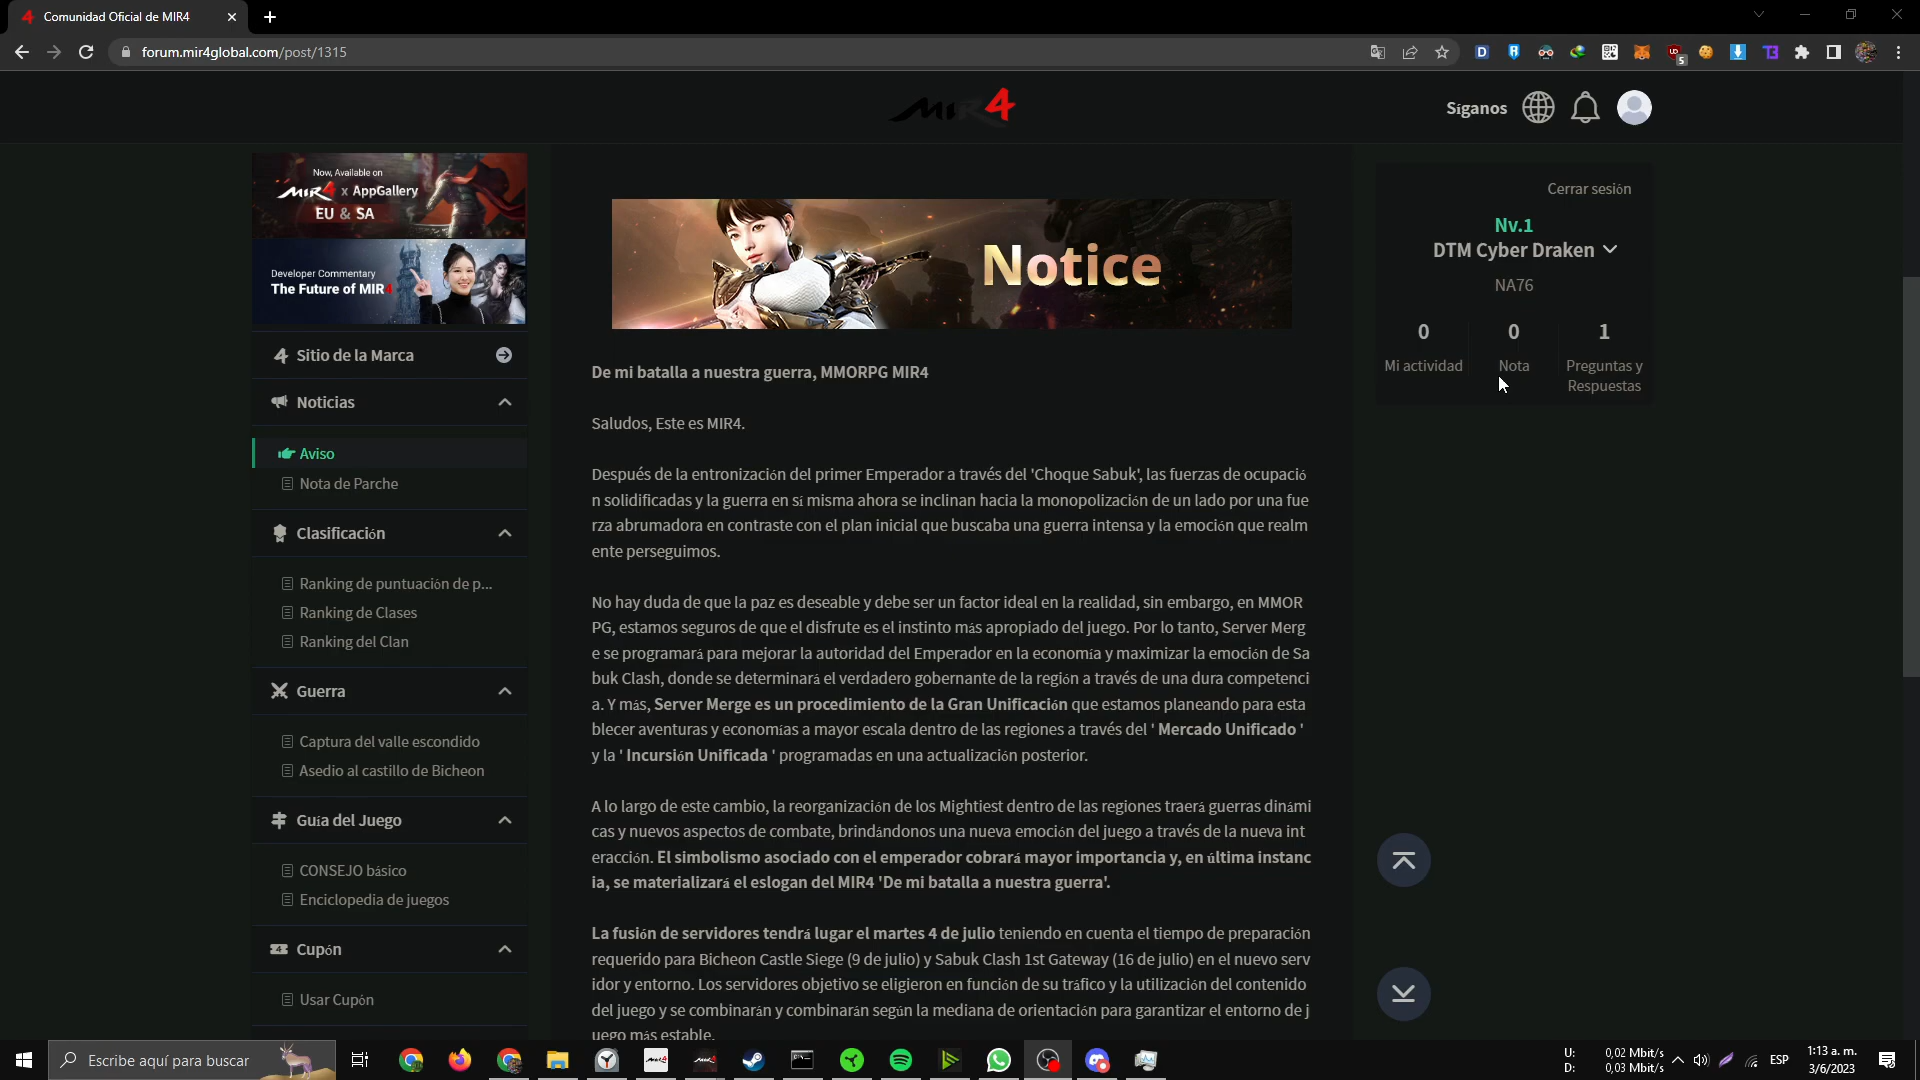 Comunidad Oficial de MIR4
forum.mir4global.com/post/1315
5
MIR4
Síganos
Now, Available on
MIR4 x AppGallery
EU & SA
Developer Commentary
The Future of MIR4
Sitio de la Marca
Noticias
Aviso
Nota de Parche
Clasificación
Ranking de puntuación de p...
Ranking de Clases
Ranking del Clan
Guerra
Captura del valle escondido
Asedio al castillo de Bicheon
Guía del Juego
CONSEJO básico
Enciclopedia de juegos
Cupón
Usar Cupón
Notice
De mi batalla a nuestra guerra, MMORPG MIR4
Saludos, Este es MIR4.
Después de la entronización del primer Emperador a través del 'Choque Sabuk', las fuerzas de ocupació
n solidificadas y la guerra en sí misma ahora se inclinan hacia la monopolización de un lado por una fue
rza abrumadora en contraste con el plan inicial que buscaba una guerra intensa y la emoción que realm
ente perseguimos.
No hay duda de que la paz es deseable y debe ser un factor ideal en la realidad, sin embargo, en MMOR
PG, estamos seguros de que el disfrute es el instinto más apropiado del juego. Por lo tanto, Server Merg
e se programará para mejorar la autoridad del Emperador en la economía y maximizar la emoción de Sa
buk Clash, donde se determinará el verdadero gobernante de la región a través de una dura competenci
a. Y más, Server Merge es un procedimiento de la Gran Unificación que estamos planeando para esta
blecer aventuras y economías a mayor escala dentro de las regiones a través del ' Mercado Unificado '
y la ' Incursión Unificada ' programadas en una actualización posterior.
A lo largo de este cambio, la reorganización de los Mightiest dentro de las regiones traerá guerras dinámi
cas y nuevos aspectos de combate, brindándonos una nueva emoción del juego a través de la nueva int
eracción. El simbolismo asociado con el emperador cobrará mayor importancia y, en última instanc
ia, se materializará el eslogan del MIR4 'De mi batalla a nuestra guerra'.
La fusión de servidores tendrá lugar el martes 4 de julio teniendo en cuenta el tiempo de preparación
requerido para Bicheon Castle Siege (9 de julio) y Sabuk Clash 1st Gateway (16 de julio) en el nuevo serv
idor y entorno. Los servidores objetivo se eligieron en función de su tráfico y la utilización del contenido
del juego y se combinarán y combinarán según la mediana de orientación para garantizar el entorno de j
uego más estable.
Cerrar sesión
Nv.1
DTM Cyber Draken
NA76
0
0
1
Mi actividad
Nota
Preguntas y
Respuestas
Escribe aquí para buscar
U: 0,02 Mbit/s
D: 0,03 Mbit/s
ESP
1:13 a. m.
3/6/2023